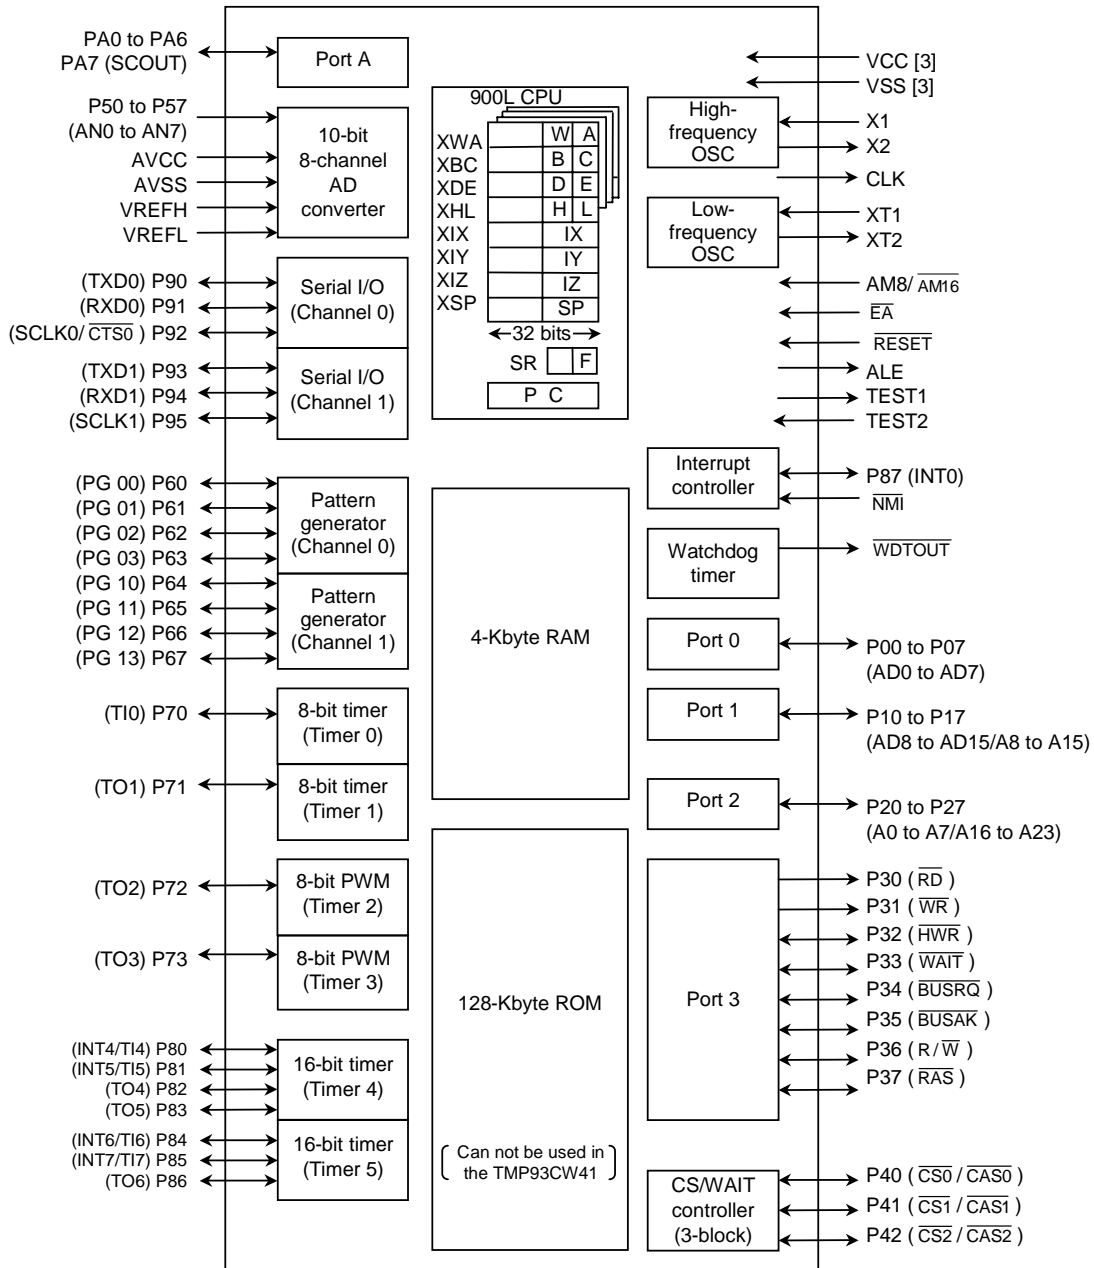 PA0 to PA6
PA7 (SCOUT)
Port A
P50 to P57
(AN0 to AN7)
AVCC
AVSS
VREFH
VREFL
10-bit
8-channel
AD
converter
(TXD0) P90
(RXD0) P91
(SCLK0/CTS0 ) P92
Serial I/O
(Channel 0)
(TXD1) P93
(RXD1) P94
(SCLK1) P95
Serial I/O
(Channel 1)
(PG 00) P60
(PG 01) P61
(PG 02) P62
(PG 03) P63
Pattern
generator
(Channel 0)
(PG 10) P64
(PG 11) P65
(PG 12) P66
(PG 13) P67
Pattern
generator
(Channel 1)
(TI0) P70
8-bit timer
(Timer 0)
(TO1) P71
8-bit timer
(Timer 1)
(TO2) P72
8-bit PWM
(Timer 2)
(TO3) P73
8-bit PWM
(Timer 3)
(INT4/TI4) P80
(INT5/TI5) P81
(TO4) P82
(TO5) P83
16-bit timer
(Timer 4)
(INT6/TI6) P84
(INT7/TI7) P85
(TO6) P86
16-bit timer
(Timer 5)
900L CPU
XWA W A
XBC B C
XDE D E
XHL H L
XIX IX
XIY IY
XIZ IZ
XSP SP
32 bits
SR F
P C
4-Kbyte RAM
128-Kbyte ROM
Can not be used in
the TMP93CW41
VCC [3]
VSS [3]
High-
frequency
OSC
X1
X2
CLK
Low-
frequency
OSC
XT1
XT2
AM8/ AM16
EA
RESET
ALE
TEST1
TEST2
Interrupt
controller
P87 (INT0)
NMI
Watchdog
timer
WDTOUT
Port 0
P00 to P07
(AD0 to AD7)
Port 1
P10 to P17
(AD8 to AD15/A8 to A15)
Port 2
P20 to P27
(A0 to A7/A16 to A23)
Port 3
P30 ( RD )
P31 ( WR )
P32 ( HWR )
P33 ( WAIT )
P34 ( BUSRQ )
P35 ( BUSAK )
P36 ( R/W )
P37 ( RAS )
CS/WAIT
controller
(3-block)
P40 ( CS0 / CAS0 )
P41 ( CS1 / CAS1 )
P42 ( CS2 / CAS2 )